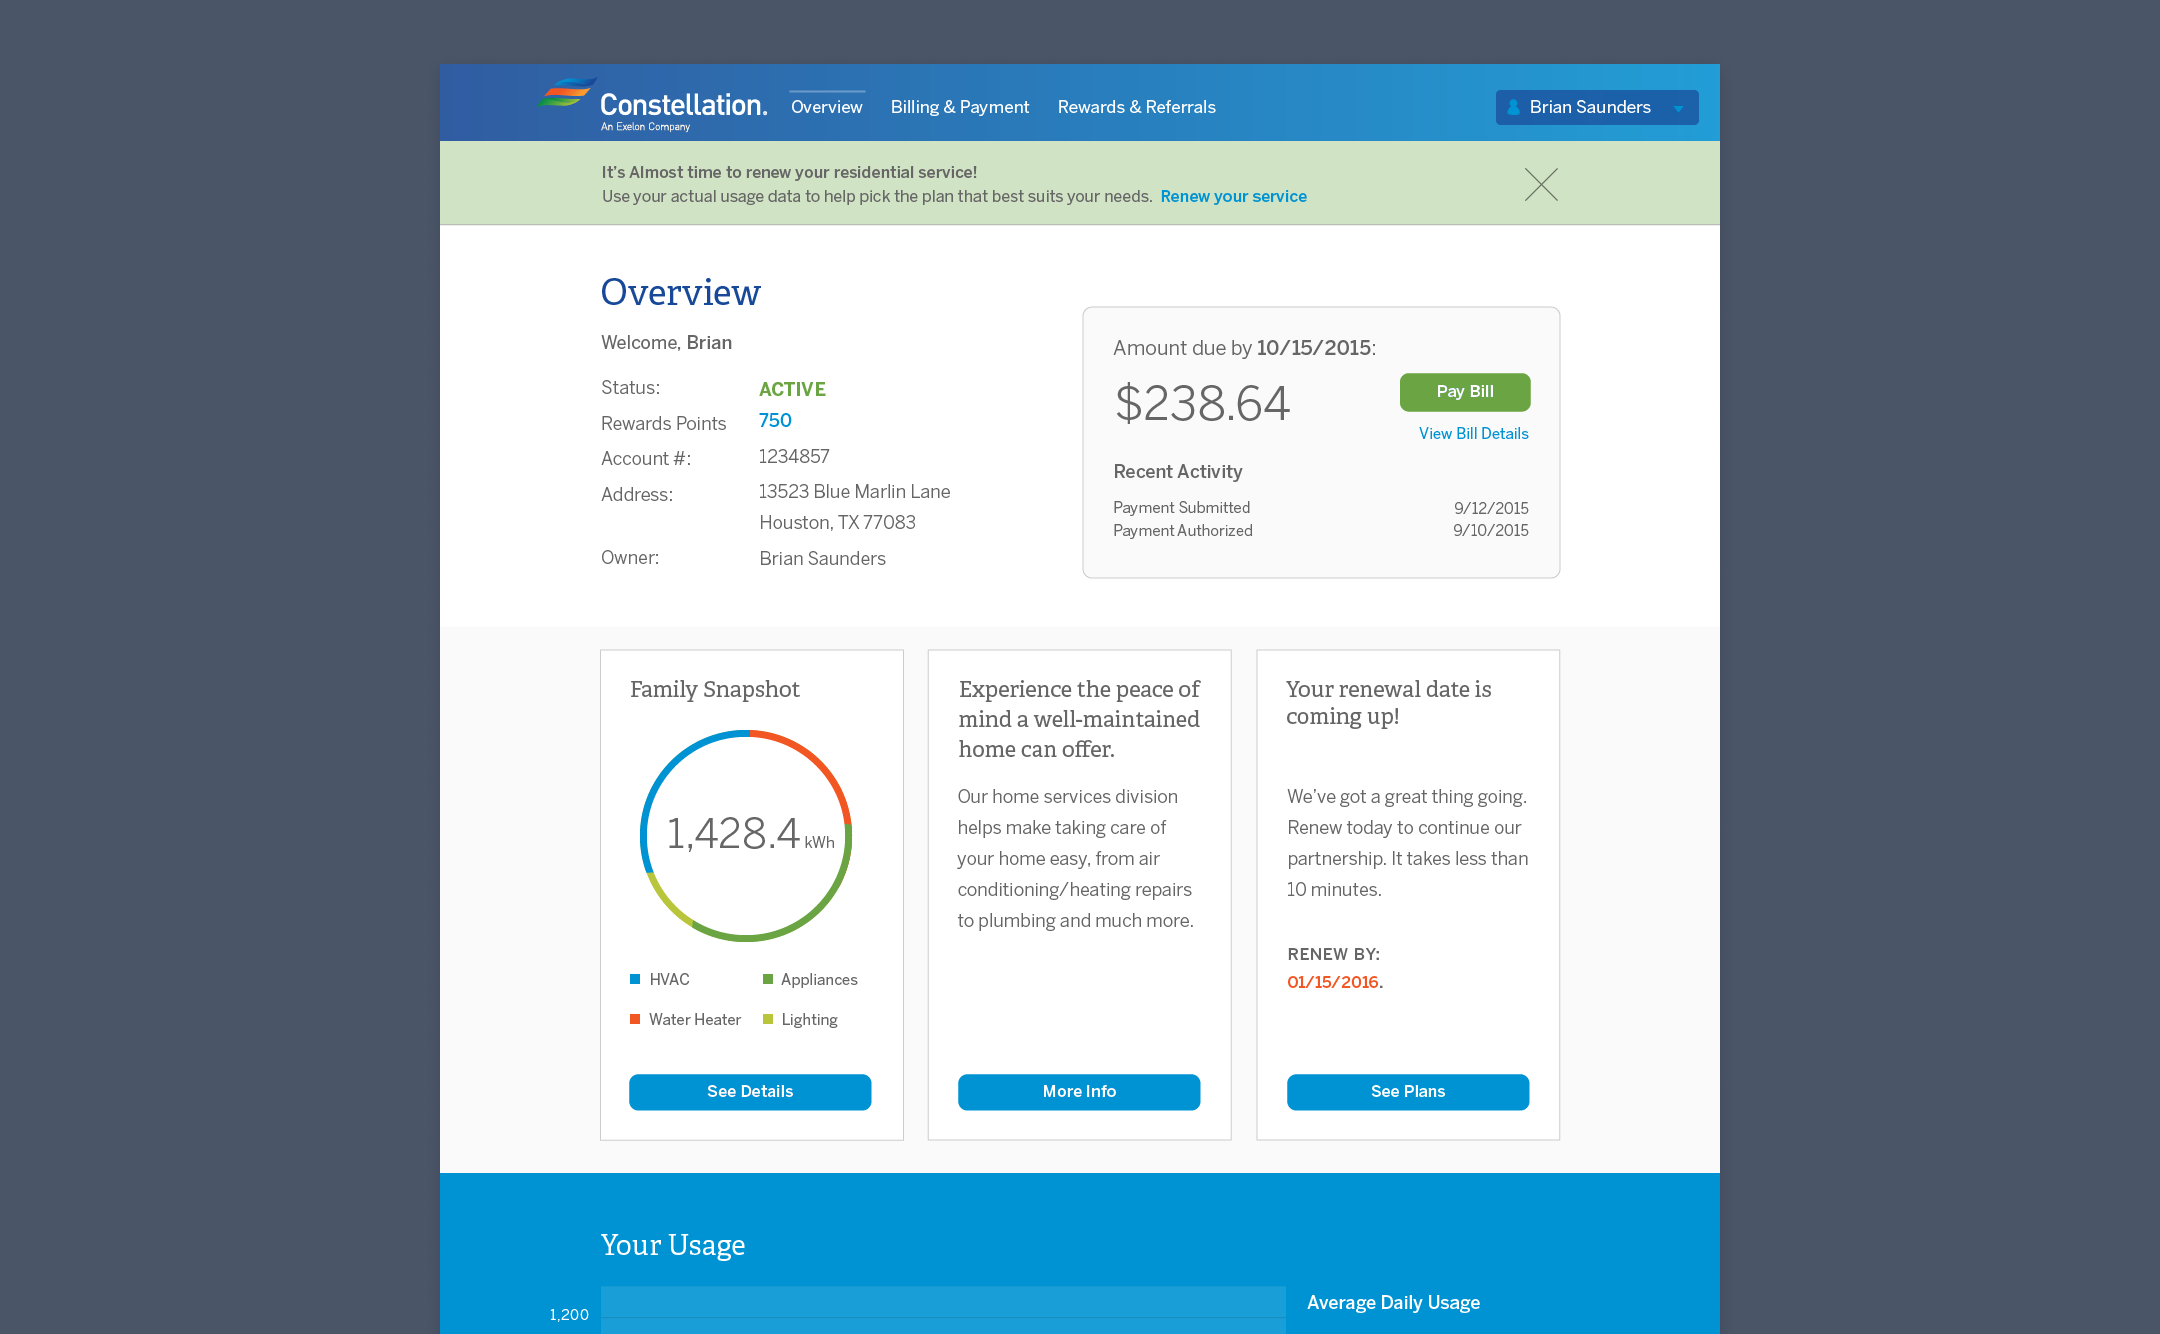 Constellation.
An Exelon Company
Overview
Billing & Payment
Rewards & Referrals
Brian Saunders
It's Almost time to renew your residential service!
Use your actual usage data to help pick the plan that best suits your needs. Renew your service
Overview
Welcome, Brian
Status: ACTIVE
Rewards Points 750
Account #: 1234857
Address: 13523 Blue Marlin Lane
Houston, TX 77083
Owner: Brian Saunders
Amount due by 10/15/2015:
$238.64
Pay Bill
View Bill Details
Recent Activity
Payment Submitted 9/12/2015
Payment Authorized 9/10/2015
Family Snapshot
1,428.4 kWh
HVAC
Appliances
Water Heater
Lighting
See Details
Experience the peace of
mind a well-maintained
home can offer.
Our home services division
helps make taking care of
your home easy, from air
conditioning/heating repairs
to plumbing and much more.
More Info
Your renewal date is
coming up!
We've got a great thing going.
Renew today to continue our
partnership. It takes less than
10 minutes.
RENEW BY:
01/15/2016.
See Plans
Your Usage
1,200
Average Daily Usage